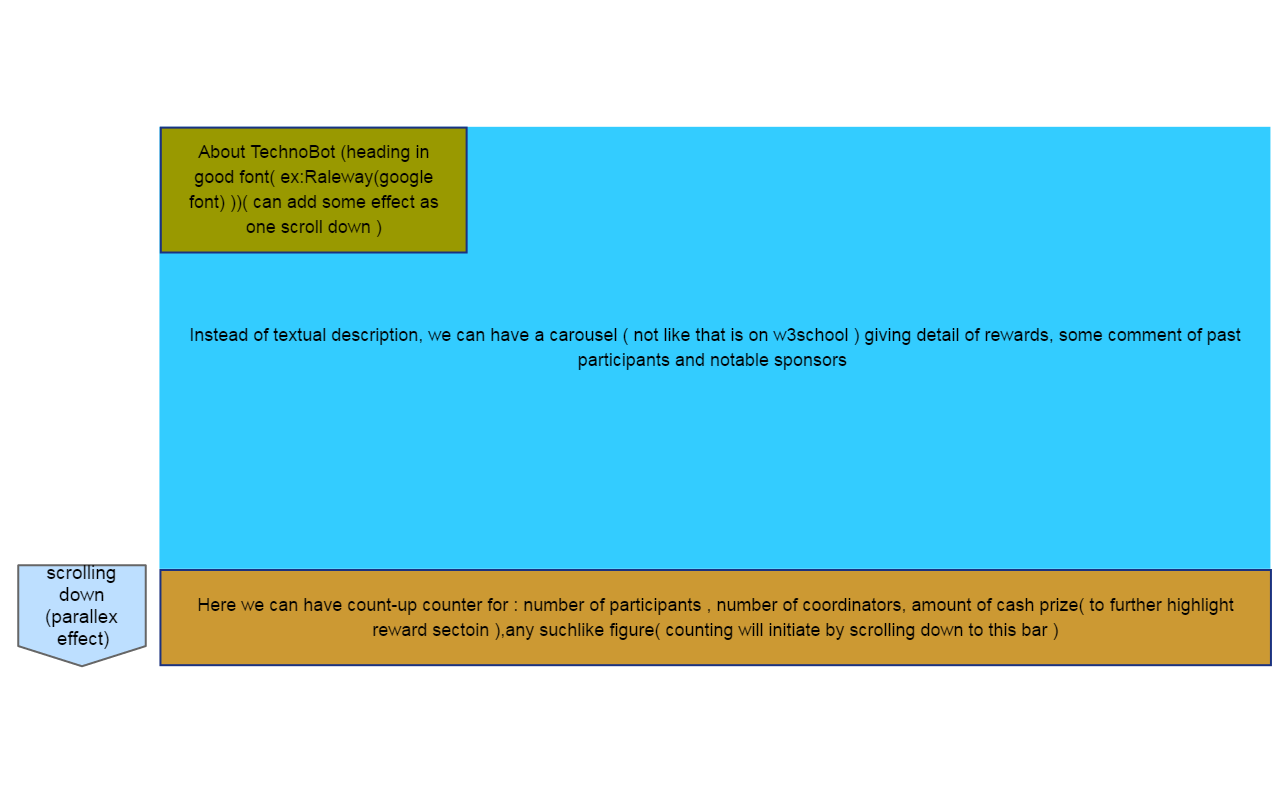 About TechnoBot (heading in
good font( ex:Raleway(google
font) ))( can add some effect as
one scroll down )
Instead of textual description, we can have a carousel ( not like that is on w3school ) giving detail of rewards, some comment of past
participants and notable sponsors
scrolling
down
(parallex
effect)
Here we can have count-up counter for : number of participants , number of coordinators, amount of cash prize( to further highlight
reward sectoin ),any suchlike figure( counting will initiate by scrolling down to this bar )